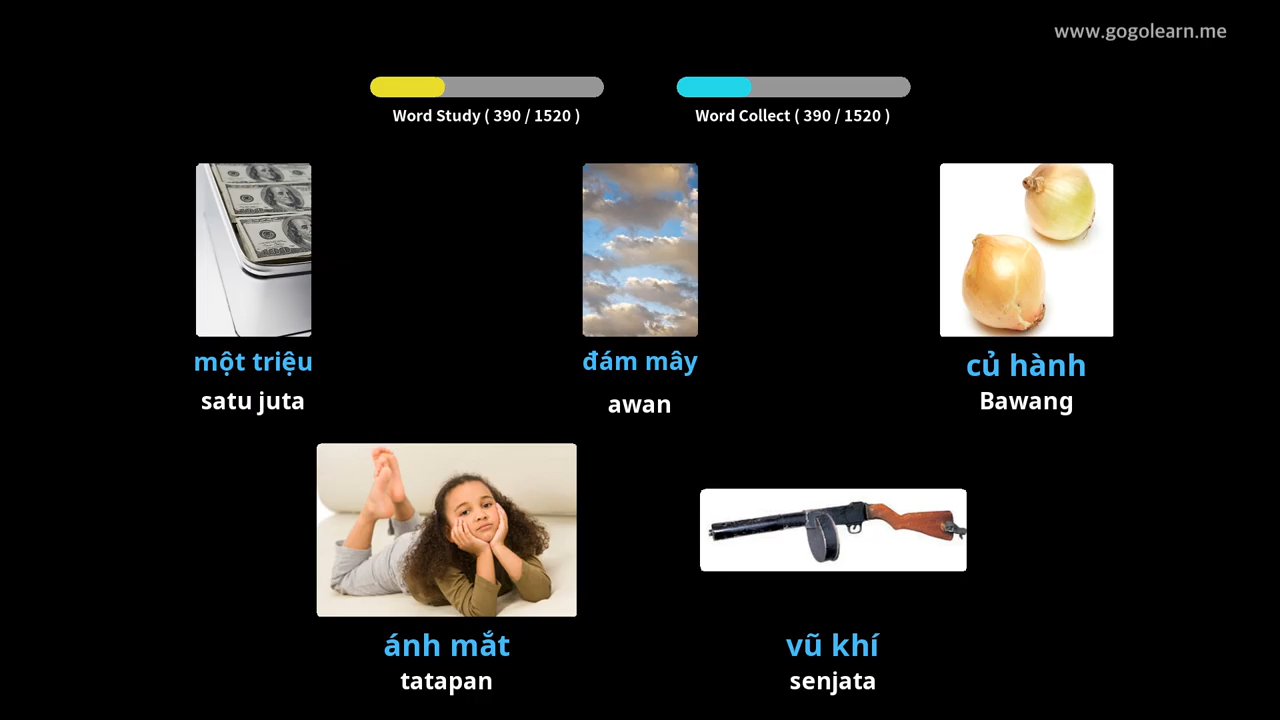 www.gogolearn.me
Word Study ( 390 / 1520 )
Word Collect ( 390 / 1520 )
một triệu
satu juta
đám mây
awan
củ hành
Bawang
ánh mắt
tatapan
vũ khí
senjata